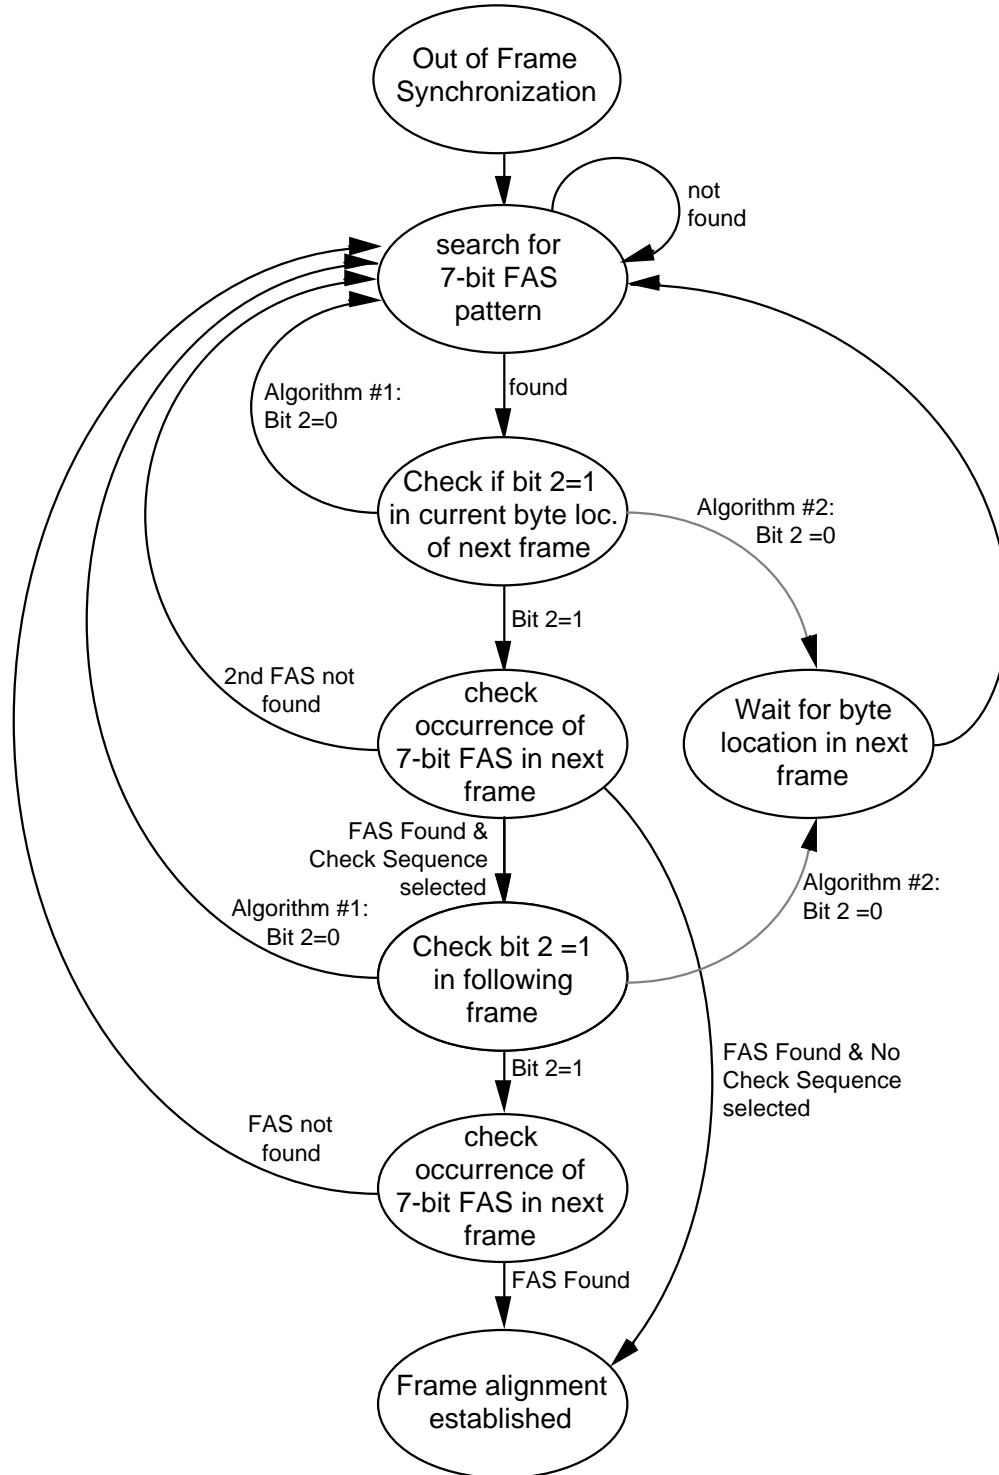 Out of Frame
Synchronization
not
found
search for
7-bit FAS
pattern
Algorithm #1:
Bit 2=0
found
Check if bit 2=1
in current byte loc.
of next frame
Algorithm #2:
Bit 2 =0
Bit 2=1
2nd FAS not
found
check
occurrence of
7-bit FAS in next
frame
Wait for byte
location in next
frame
FAS Found &
Check Sequence
selected
Algorithm #2:
Bit 2 =0
Algorithm #1:
Bit 2=0
Check bit 2 =1
in following
frame
FAS Found & No
Check Sequence
selected
Bit 2=1
FAS not
found
check
occurrence of
7-bit FAS in next
frame
FAS Found
Frame alignment
established